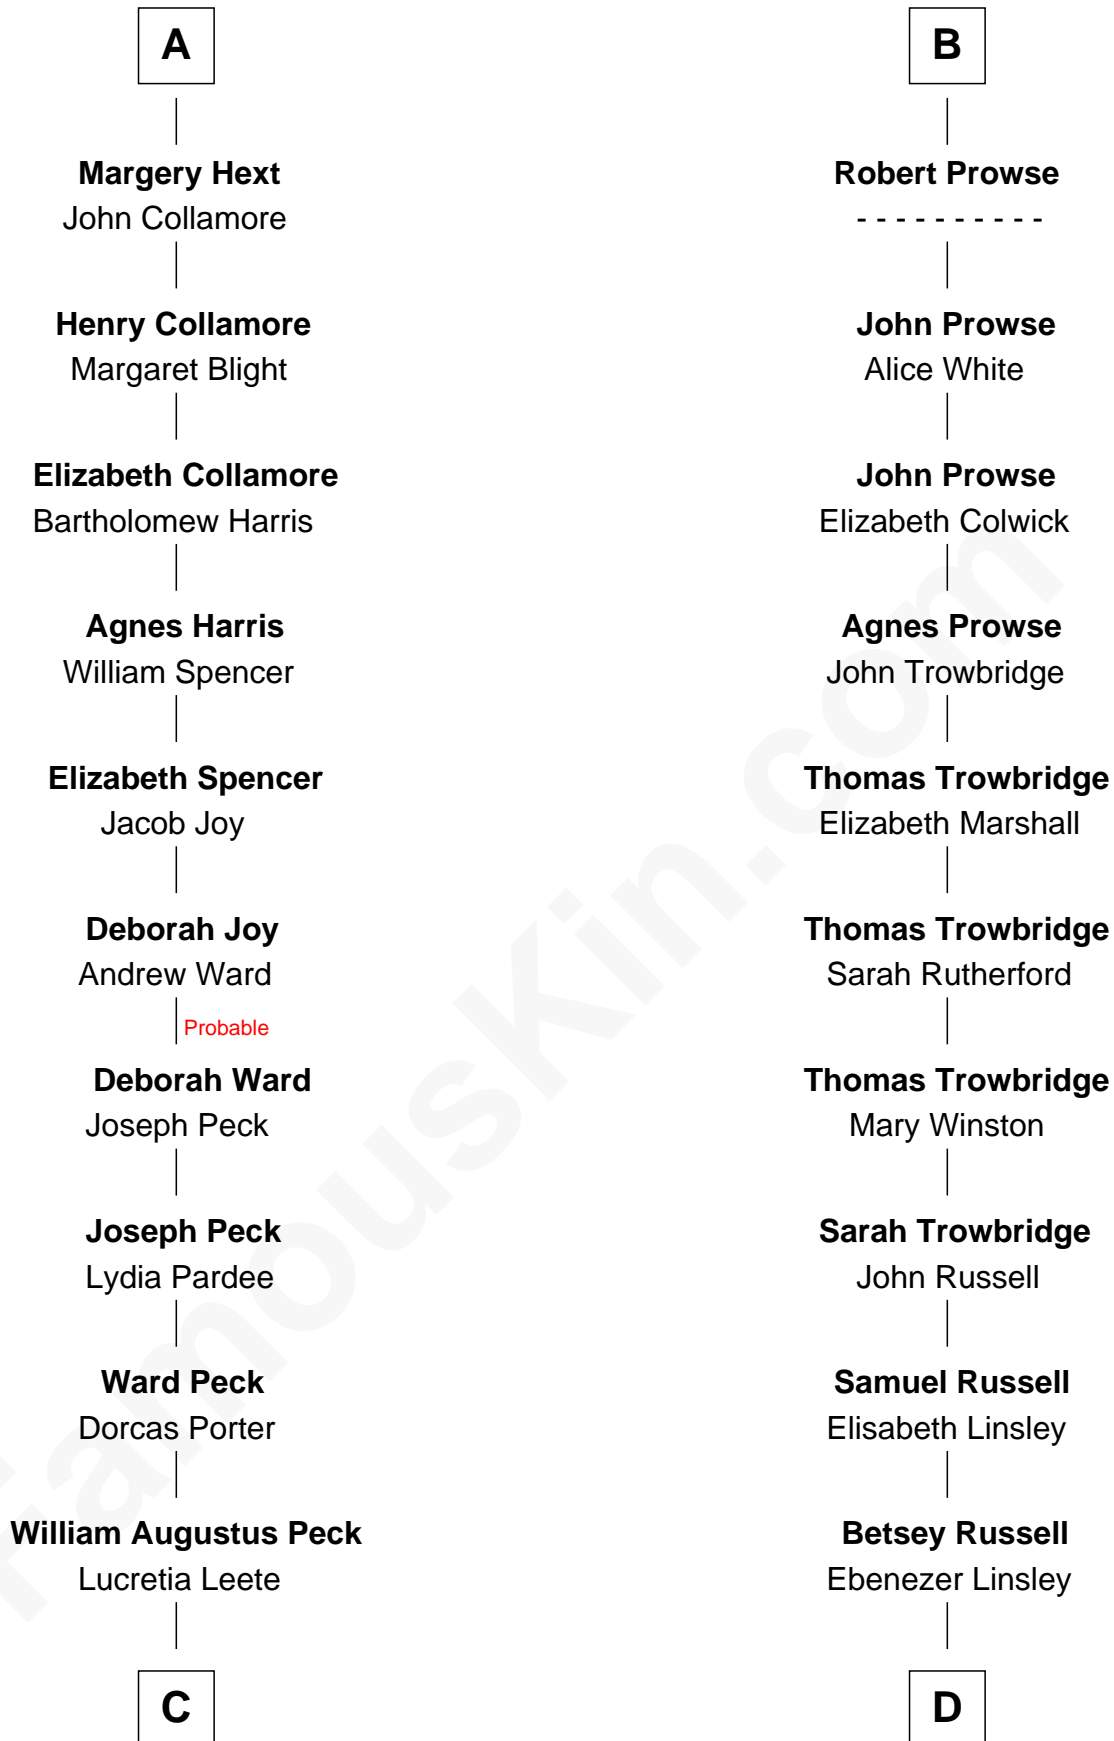 A
Margery Hext
John Collamore
Henry Collamore
Margaret Blight
Elizabeth Collamore
Bartholomew Harris
Agnes Harris
William Spencer
Elizabeth Spencer
Jacob Joy
Deborah Joy
Andrew Ward
Probable
Deborah Ward
Joseph Peck
Joseph Peck
Lydia Pardee
Ward Peck
Dorcas Porter
William Augustus Peck
Lucretia Leete
C
B
Robert Prowse
- - - - - - - - - -
John Prowse
Alice White
John Prowse
Elizabeth Colwick
Agnes Prowse
John Trowbridge
Thomas Trowbridge
Elizabeth Marshall
Thomas Trowbridge
Sarah Rutherford
Thomas Trowbridge
Mary Winston
Sarah Trowbridge
John Russell
Samuel Russell
Elisabeth Linsley
Betsey Russell
Ebenezer Linsley
D
FamousKin.com